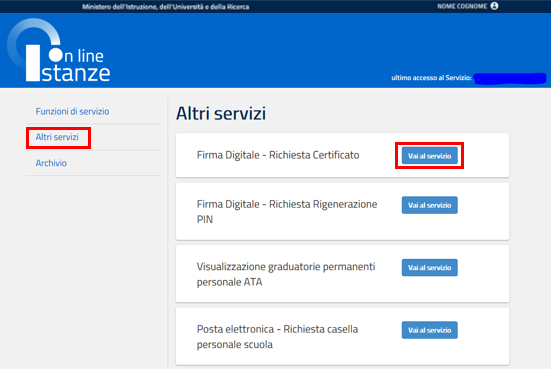 Ministero dell'Istruzione, dell'Università e della Ricerca
NOME COGNOME
On line
Istanze
ultimo accesso al Servizio:
Funzioni di servizio
Altri servizi
Archivio
Altri servizi
Firma Digitale - Richiesta Certificato
Vai al servizio
Firma Digitale - Richiesta Rigenerazione
PIN
Vai al servizio
Visualizzazione graduatorie permanenti
personale ATA
Vai al servizio
Posta elettronica - Richiesta casella
personale scuola
Vai al servizio